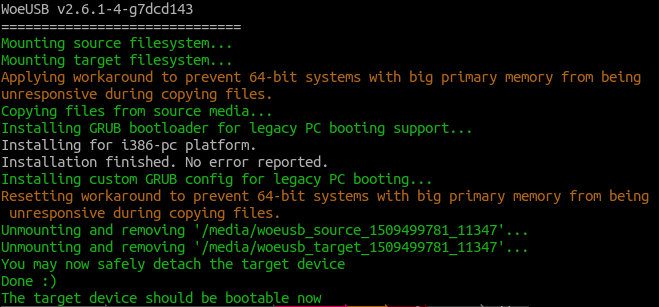 WoeUSB v2.6.1-4-g7dcd143
==============================
Mounting source filesystem...
Mounting target filesystem...
Applying workaround to prevent 64-bit systems with big primary memory from being
unresponsive during copying files.
Copying files from source media...
Installing GRUB bootloader for legacy PC booting support...
Installing for i386-pc platform.
Installation finished. No error reported.
Installing custom GRUB config for legacy PC booting...
Resetting workaround to prevent 64-bit systems with big primary memory from being
unresponsive during copying files.
Unmounting and removing '/media/woeusb_source_1509499781_11347'...
Unmounting and removing '/media/woeusb_target_1509499781_11347'...
You may now safely detach the target device
Done :)
The target device should be bootable now